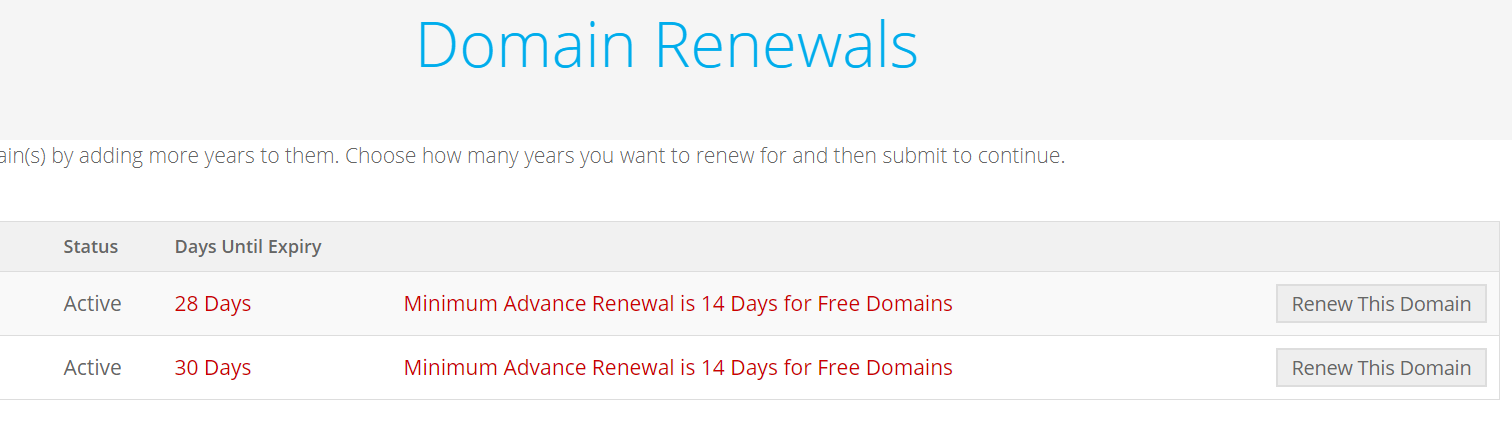 Domain Renewals
by adding more years to them. Choose how many years you want to renew for and then submit to continue.
Status Days Until Expiry
Active 28 Days Minimum Advance Renewal is 14 Days for Free Domains Renew This Domain
Active 30 Days Minimum Advance Renewal is 14 Days for Free Domains Renew This Domain